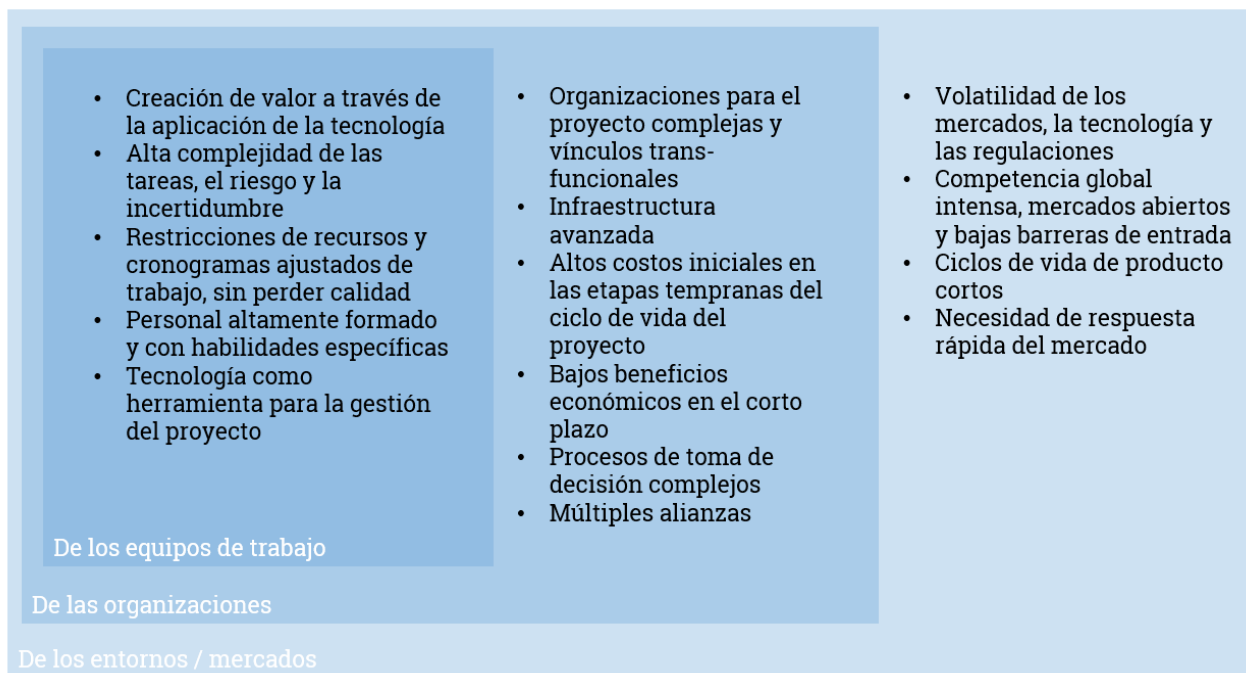 • Creación de valor a través de
la aplicación de la tecnología
• Alta complejidad de las
tareas, el riesgo y la
incertidumbre
• Restricciones de recursos y
cronogramas ajustados de
trabajo, sin perder calidad
• Personal altamente formado
y con habilidades específicas
• Tecnología como
herramienta para la gestión
del proyecto
De los equipos de trabajo
• Organizaciones para el
proyecto complejas y
vínculos trans-
funcionales
• Infraestructura
avanzada
• Altos costos iniciales en
las etapas tempranas del
ciclo de vida del
proyecto
• Bajos beneficios
económicos en el corto
plazo
• Procesos de toma de
decisión complejos
• Múltiples alianzas
De las organizaciones
• Volatilidad de los
mercados, la tecnología y
las regulaciones
• Competencia global
intensa, mercados abiertos
y bajas barreras de entrada
• Ciclos de vida de producto
cortos
• Necesidad de respuesta
rápida del mercado
De los entornos / mercados